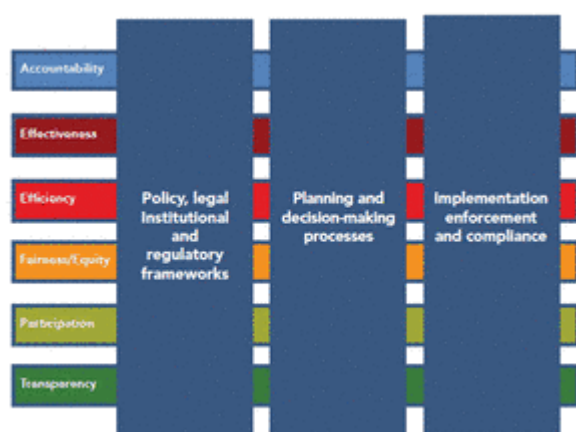 Accountability
Effectiveness
Efficiency
Fairness/Equity
Participation
Transparency
Policy, legal
Institutional
and
regulatory
frameworks
Planning and
decision-making
processes
Implementation
enforcement
and compliance